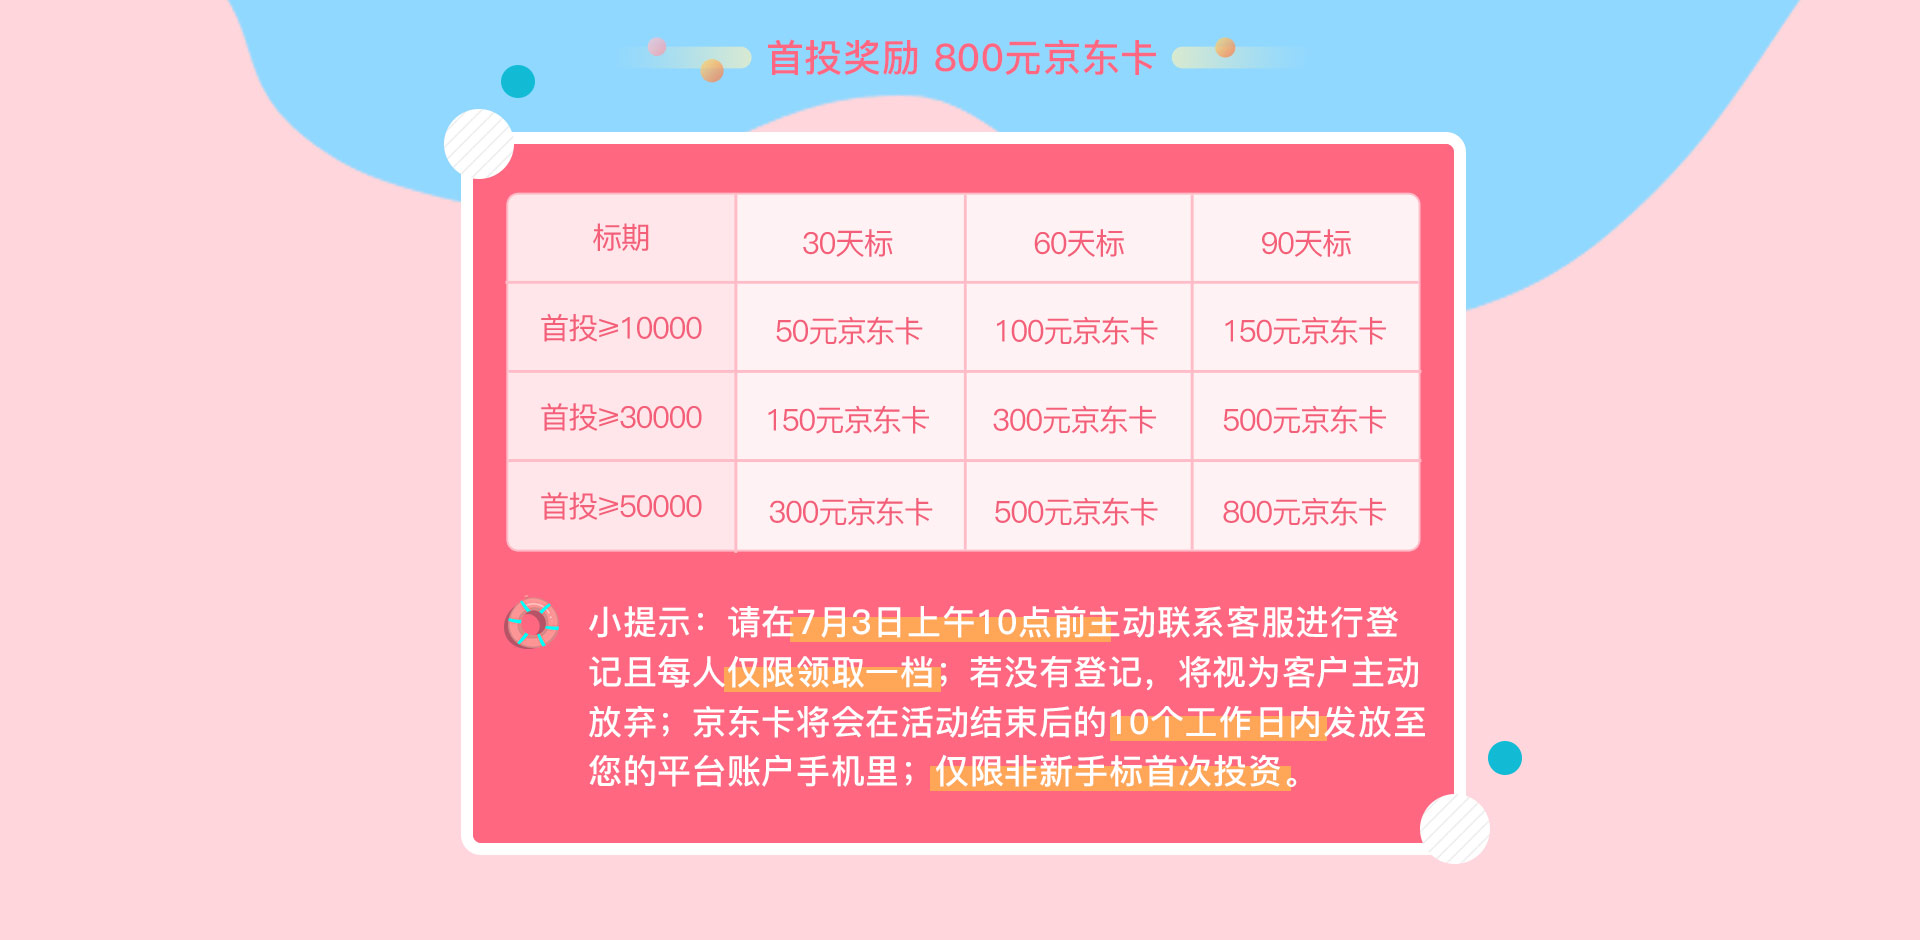 首投奖励 800元京东卡
标期 30天标 60天标 90天标
首投≥10000 50元京东卡 100元京东卡 150元京东卡
首投≥30000 150元京东卡 300元京东卡 500元京东卡
首投≥50000 300元京东卡 500元京东卡 800元京东卡
小提示：请在7月3日上午10点前主动联系客服进行登
记且每人仅限领取一档；若没有登记，将视为客户主动
放弃；京东卡将会在活动结束后的10个工作日内发放至
您的平台账户手机里；仅限非新手标首次投资。